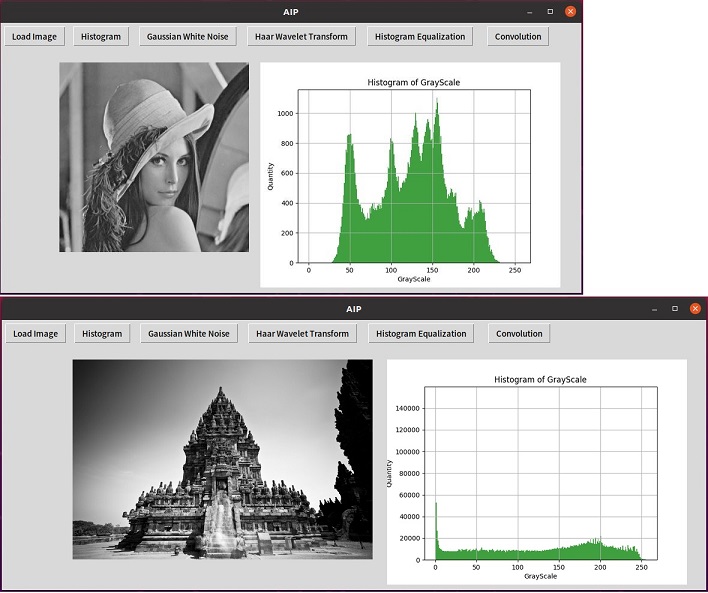 AIP
Load Image Histogram Gaussian White Noise Haar Wavelet Transform Histogram Equalization Convolution
Histogram of GrayScale
1000
800
600
400
200
0
Quantity
0 50 100 150 200 250
GrayScale
AIP
Load Image Histogram Gaussian White Noise Haar Wavelet Transform Histogram Equalization Convolution
Histogram of GrayScale
140000
120000
100000
80000
60000
40000
20000
0
Quantity
0 50 100 150 200 250
GrayScale